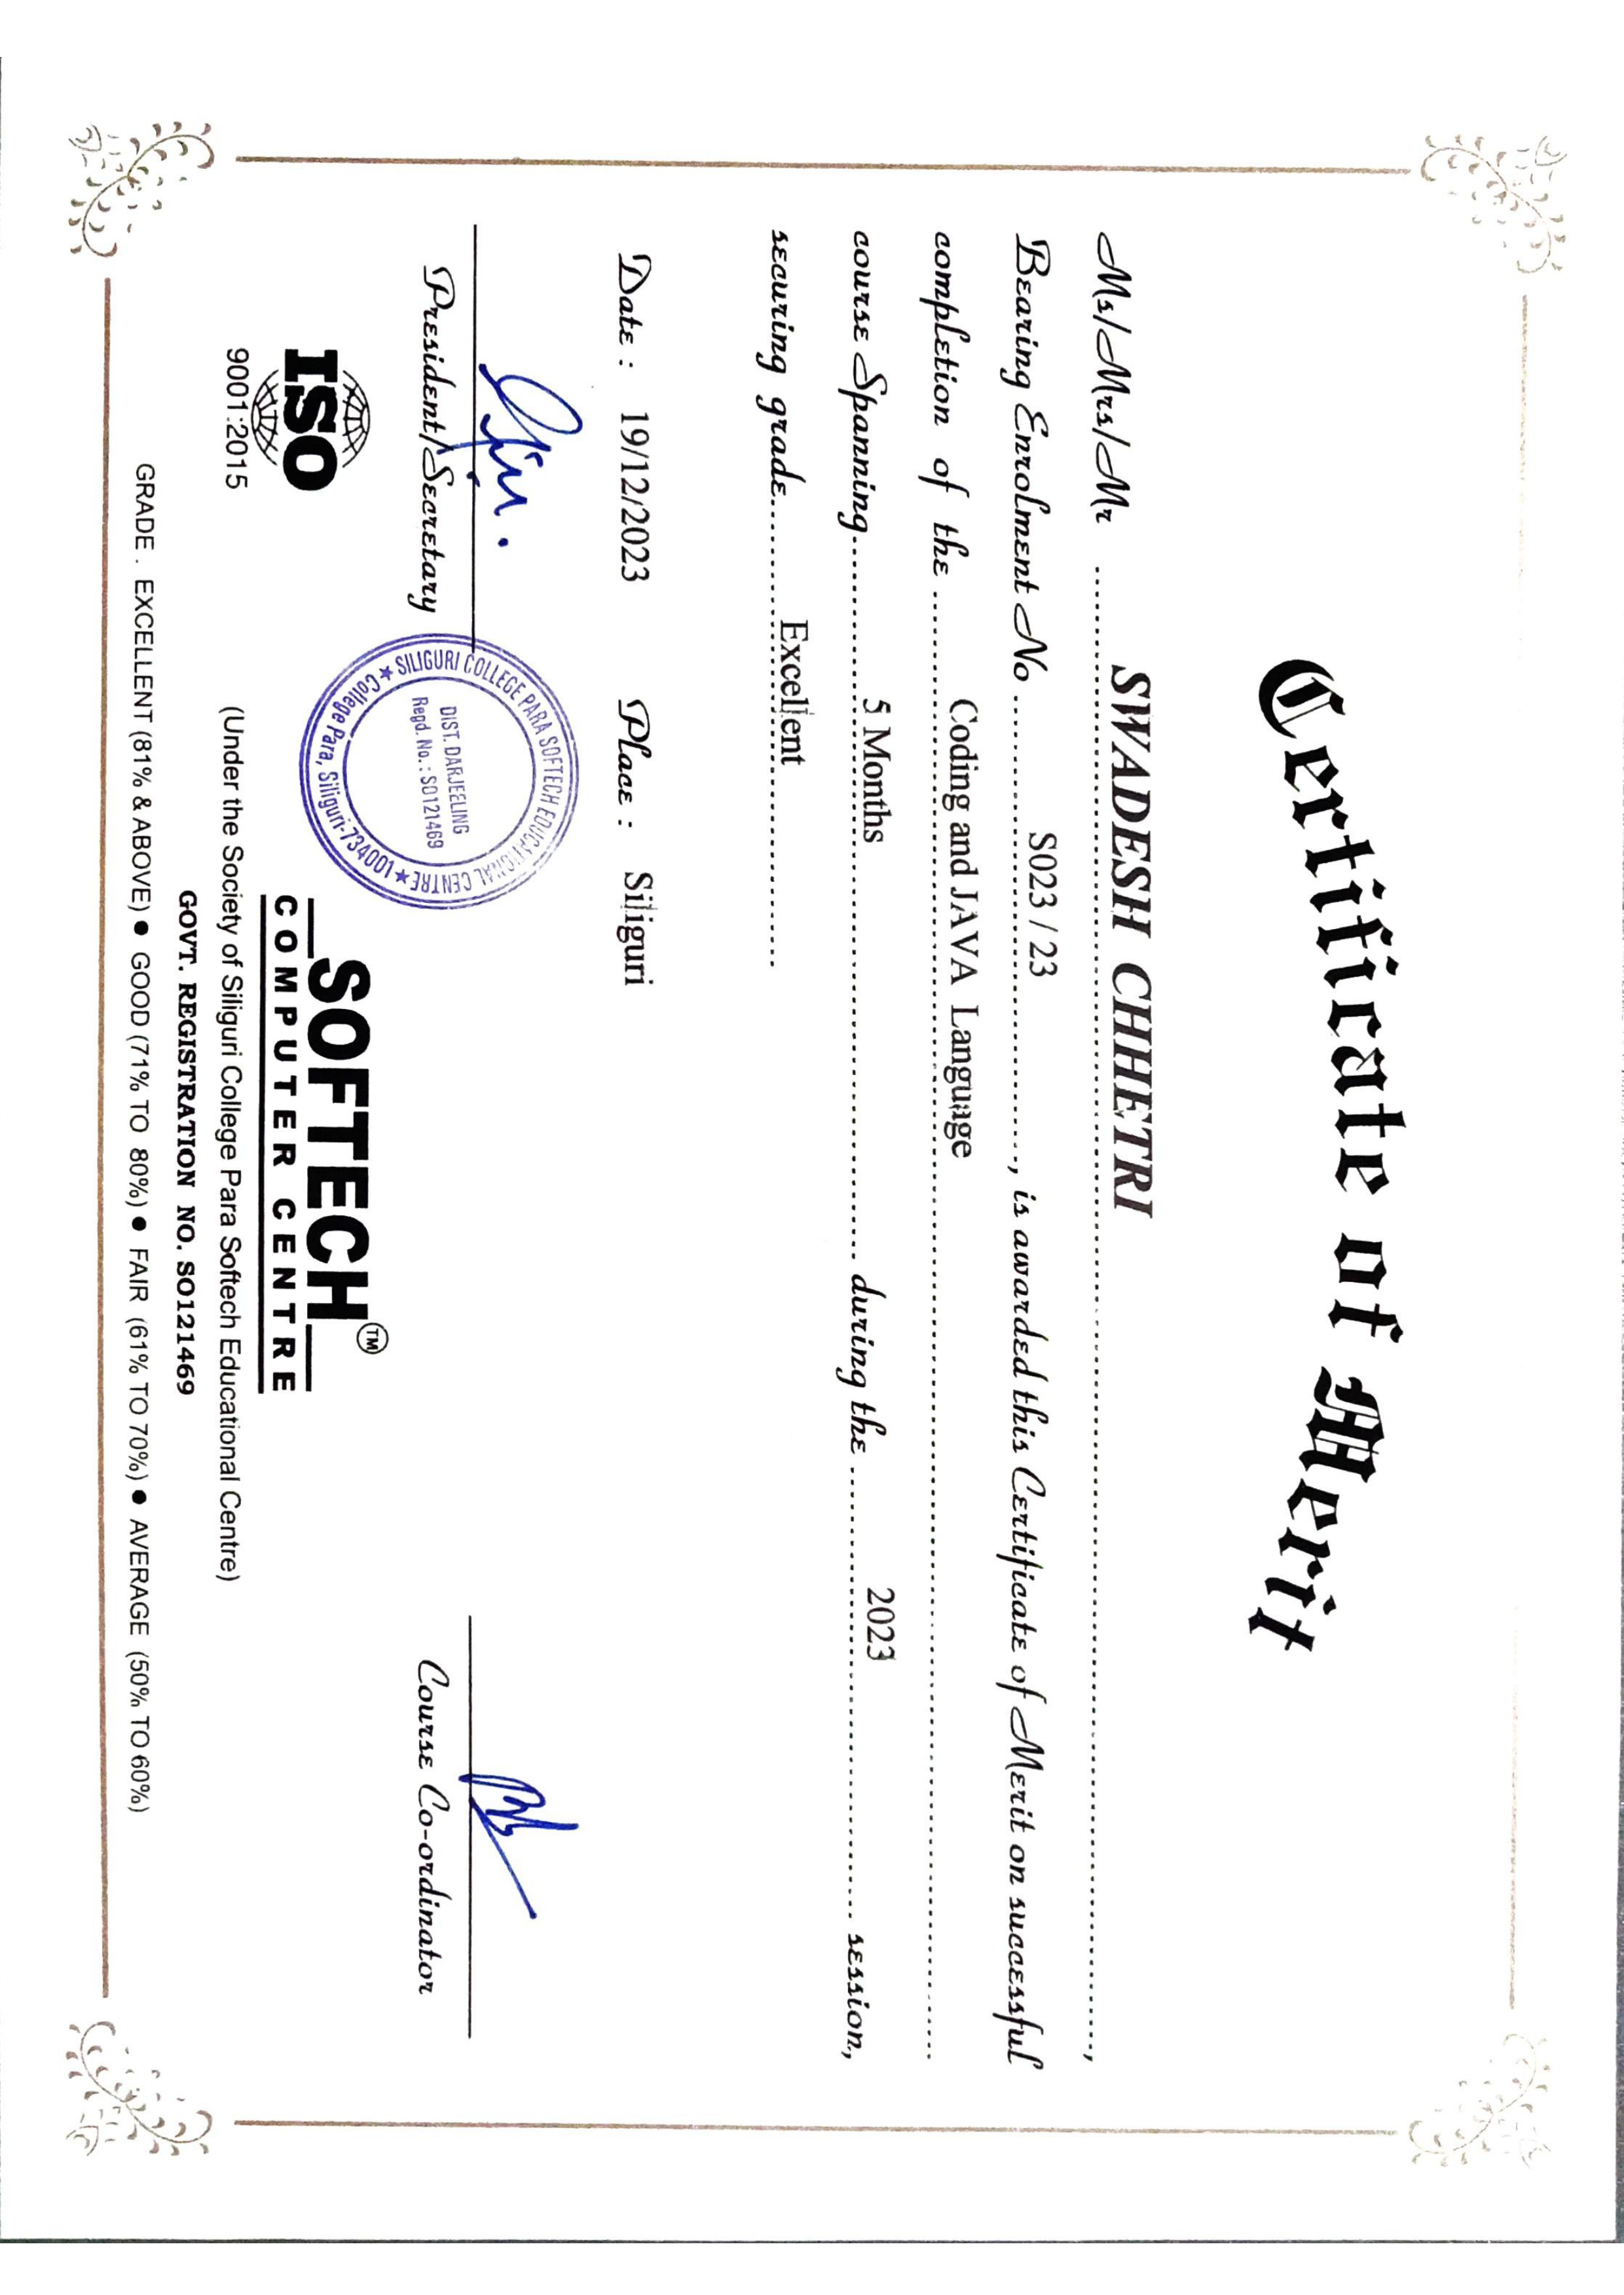 Certificate of Merit
Ms/Mrs/Mr SWADESH CHHETRI,
Bearing Enrolment No S023 / 23, is awarded this Certificate of Merit on successful
completion of the Coding and JAVA Language
course Spanning 5 Months during the 2023 session,
securing grade Excellent
Date : 19/12/2023 Place : Siliguri
President/Secretary
Course Co-ordinator
SILIGURI COLLEGE PARA SOFTECH EDUCATIONAL CENTRE
DIST. DARJEELING
Regd. No. : S0121469
★ College Para, Siliguri-734001 ★
ISO
9001:2015
SOFTECH TM
COMPUTER CENTRE
(Under the Society of Siliguri College Para Softech Educational Centre)
GOVT. REGISTRATION NO. SO121469
GRADE . EXCELLENT (81% & ABOVE) ● GOOD (71% TO 80%) ● FAIR (61% TO 70%) ● AVERAGE (50% TO 60%)